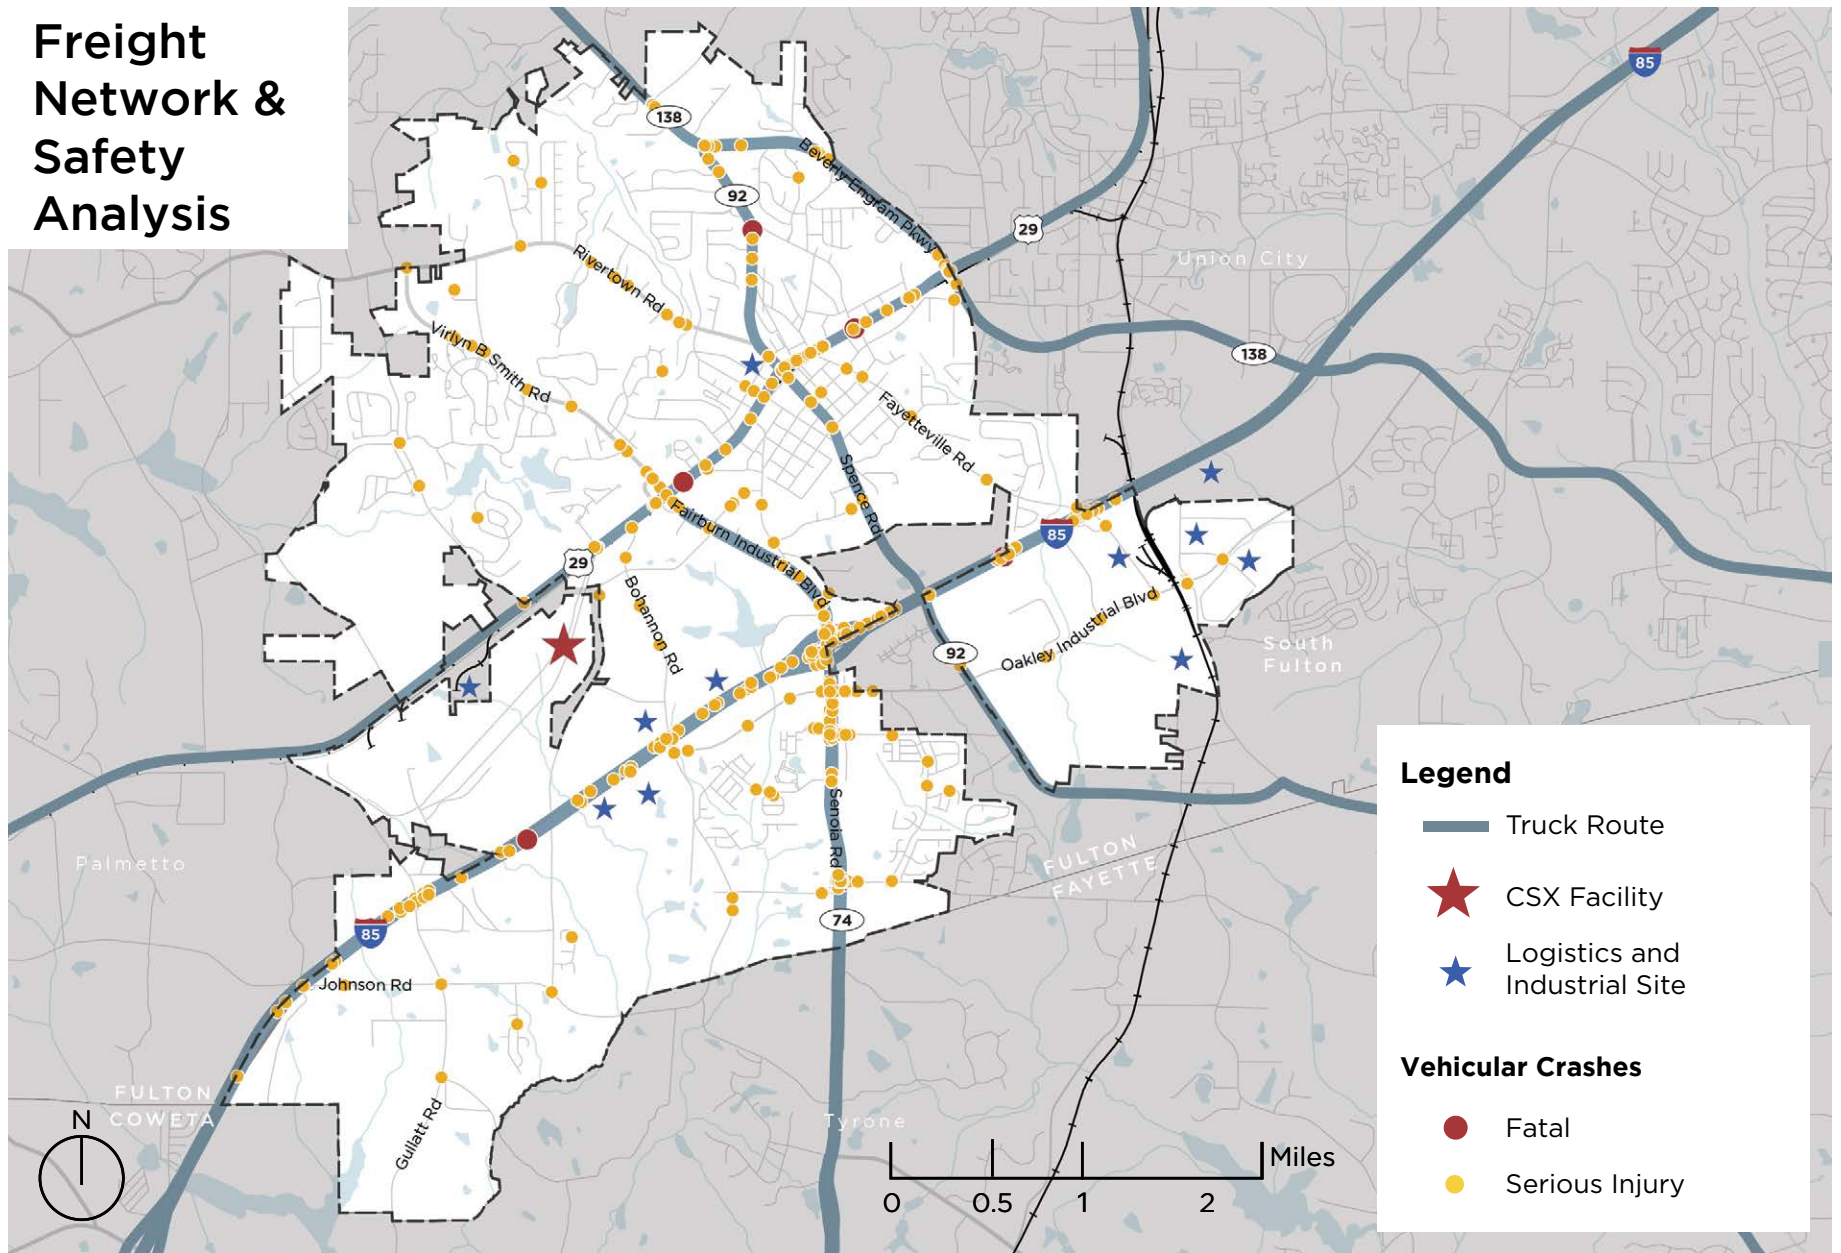 Freight
Network &
Safety
Analysis
85
138
Beverly Engram Pkwy
92
29
Union City
Rivertown Rd
Virlyn B Smith Rd
138
Fayetteville Rd
Spence Rd
Fairburn Industrial Blvd
85
29
Bohannon Rd
Oakley Industrial Blvd
92
South
Fulton
Senoia Rd
Palmetto
FULTON
FAYETTE
74
85
Johnson Rd
FULTON
COWETA
Gullatt Rd
Tyrone
N
Miles
0
0.5
1
2
Legend
Truck Route
CSX Facility
Logistics and
Industrial Site
Vehicular Crashes
Fatal
Serious Injury